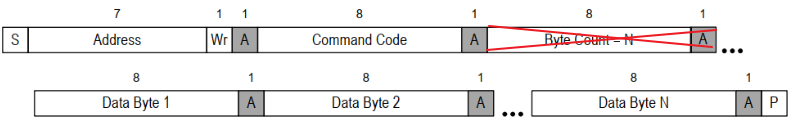 7 1 1 8 1 8 1
S Address Wr A Command Code A Byte Count = N A ...
8 1 8 1 8 1
Data Byte 1 A Data Byte 2 A ... Data Byte N A P